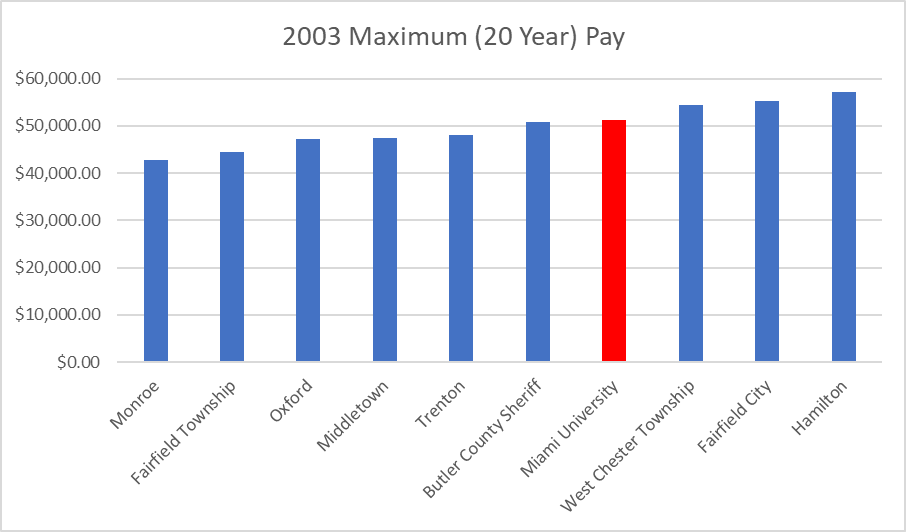 2003 Maximum (20 Year) Pay
$60,000.00
$50,000.00
$40,000.00
$30,000.00
$20,000.00
$10,000.00
$0.00
Monroe
Fairfield Township
Oxford
Middletown
Trenton
Butler County Sheriff
Miami University
West Chester Township
Fairfield City
Hamilton